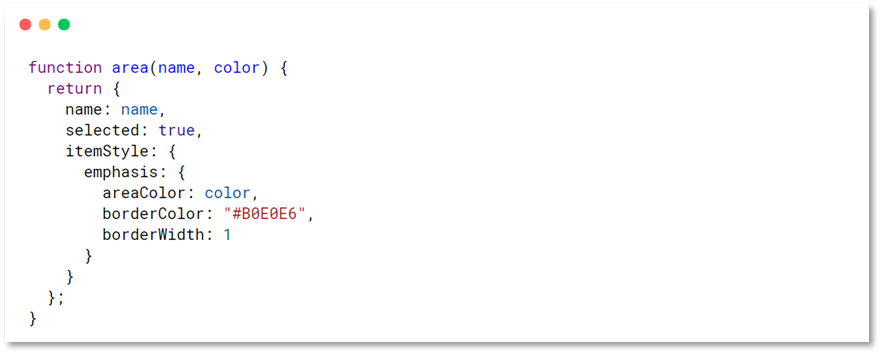 function area(name, color) {
  return {
    name: name,
    selected: true,
    itemStyle: {
      emphasis: {
        areaColor: color,
        borderColor: "#B0E0E6",
        borderWidth: 1
      }
    }
  };
}